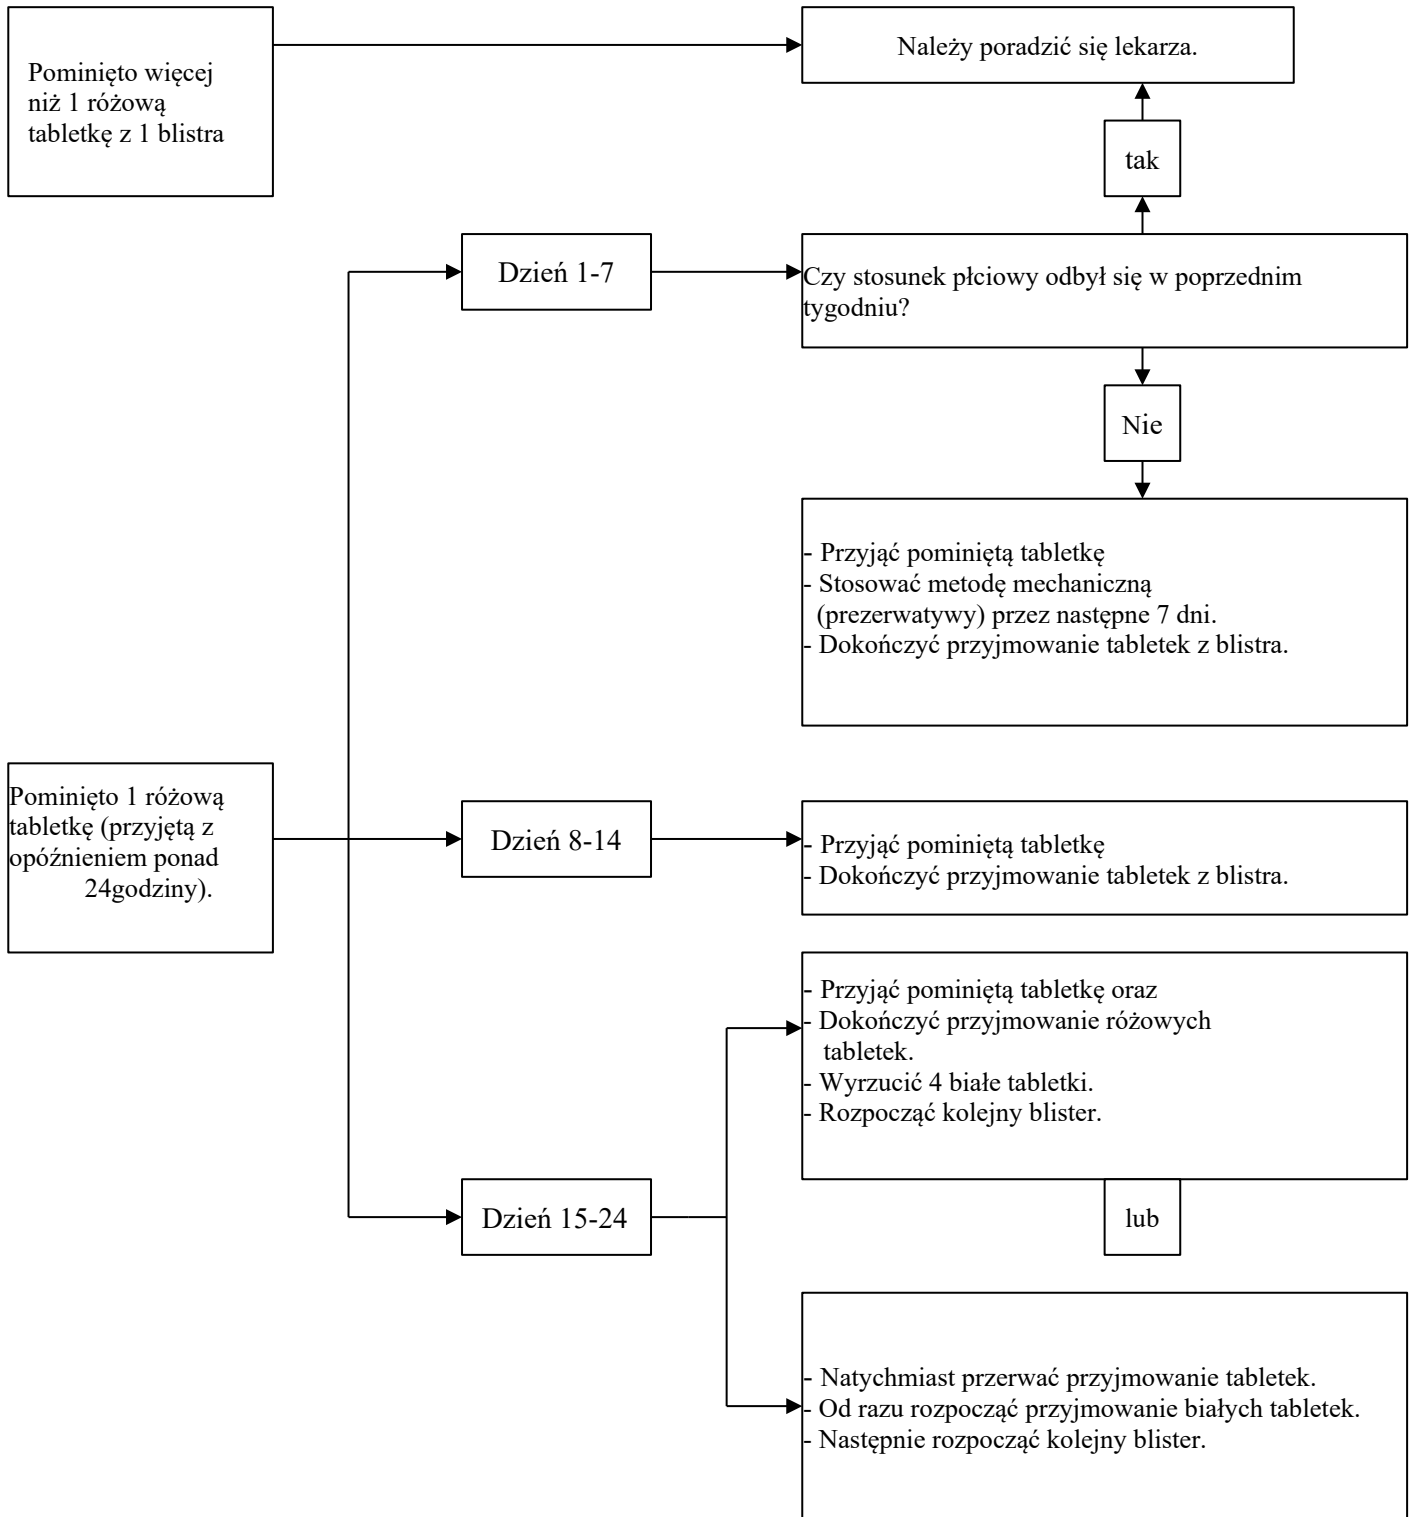 Pominięto więcej
niż 1 różową
tabletkę z 1 blistra
Należy poradzić się lekarza.
tak
Dzień 1-7
Czy stosunek płciowy odbył się w poprzednim
tygodniu?
Nie
- Przyjąć pominiętą tabletkę
- Stosować metodę mechaniczną
(prezerwatywy) przez następne 7 dni.
- Dokończyć przyjmowanie tabletek z blistra.
Pominięto 1 różową
tabletkę (przyjętą z
opóźnieniem ponad
24godziny).
Dzień 8-14
- Przyjąć pominiętą tabletkę
- Dokończyć przyjmowanie tabletek z blistra.
Dzień 15-24
- Przyjąć pominiętą tabletkę oraz
- Dokończyć przyjmowanie różowych
tabletek.
- Wyrzucić 4 białe tabletki.
- Rozpocząć kolejny blister.
lub
- Natychmiast przerwać przyjmowanie tabletek.
- Od razu rozpocząć przyjmowanie białych tabletek.
- Następnie rozpocząć kolejny blister.